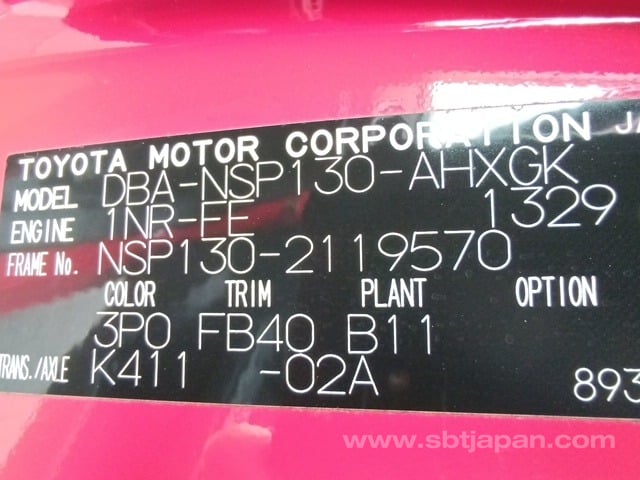 TOYOTA MOTOR CORPORATION JA
MODEL DBA-NSP130-AHXGK
ENGINE 1NR-FE 1329
FRAME No. NSP130-2119570
COLOR TRIM PLANT OPTION
3P0 FB40 B11
TRANS./AXLE K411 -02A
893
www.sbtjapan.com